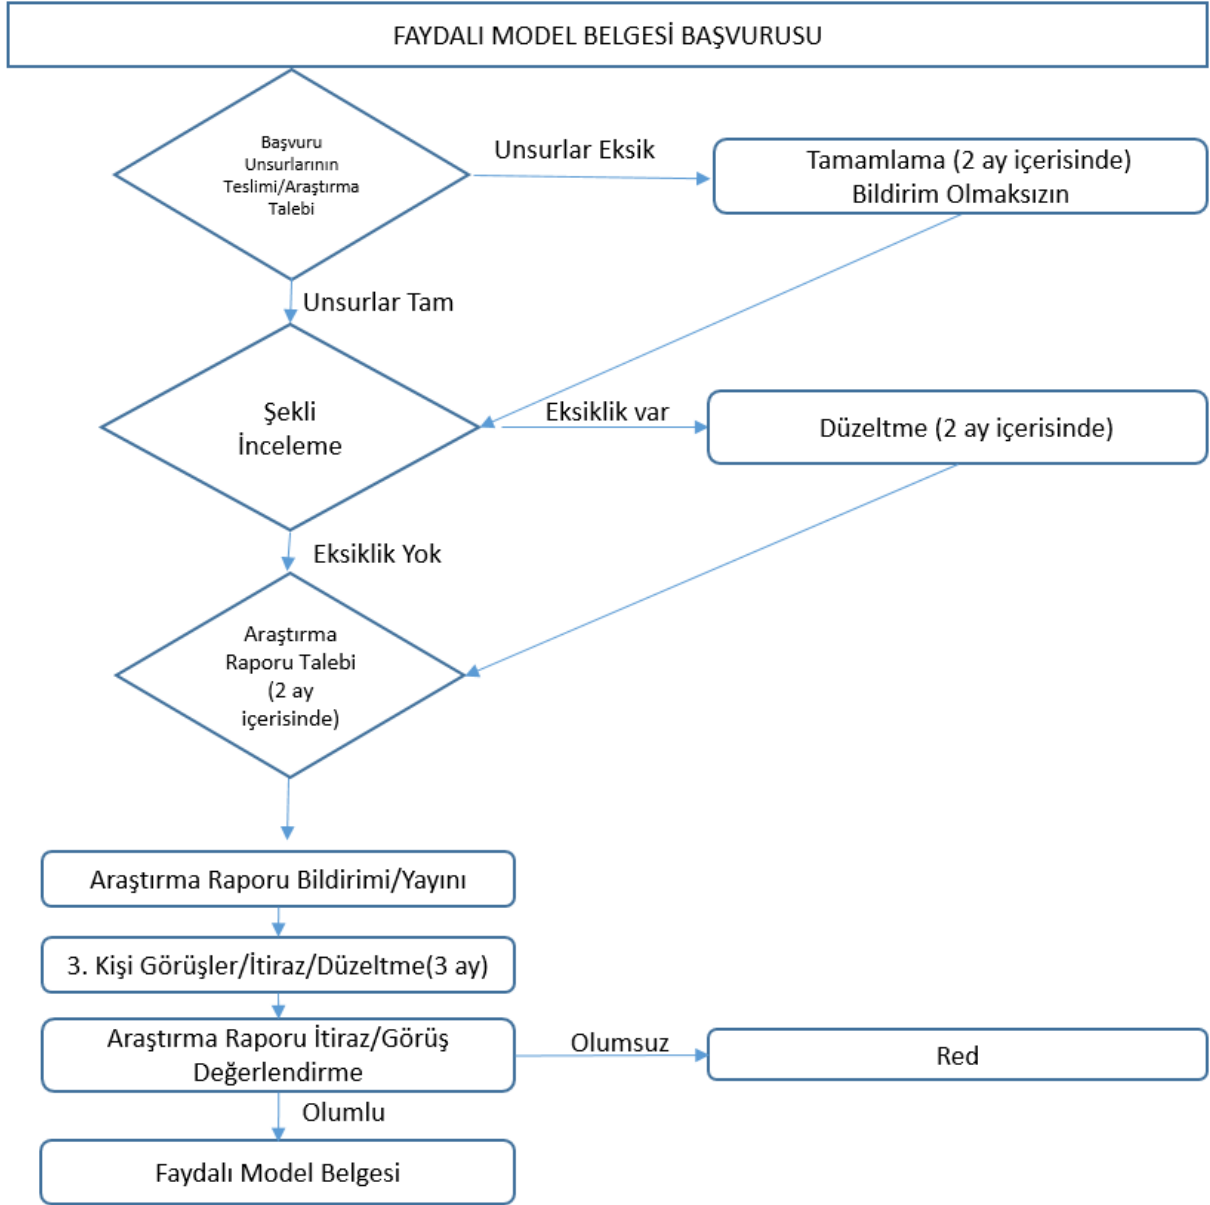 FAYDALI MODEL BELGESİ BAŞVURUSU
Başvuru
Unsurlarının
Teslimi/Araştırma
Talebi
Unsurlar Eksik
Tamamlama (2 ay içerisinde)
Bildirim Olmaksızın
Unsurlar Tam
Şekli
İnceleme
Eksiklik var
Düzeltme (2 ay içerisinde)
Eksiklik Yok
Araştırma
Raporu Talebi
(2 ay
içerisinde)
Araştırma Raporu Bildirimi/Yayını
3. Kişi Görüşler/İtiraz/Düzeltme(3 ay)
Araştırma Raporu İtiraz/Görüş
Değerlendirme
Olumsuz
Red
Olumlu
Faydalı Model Belgesi